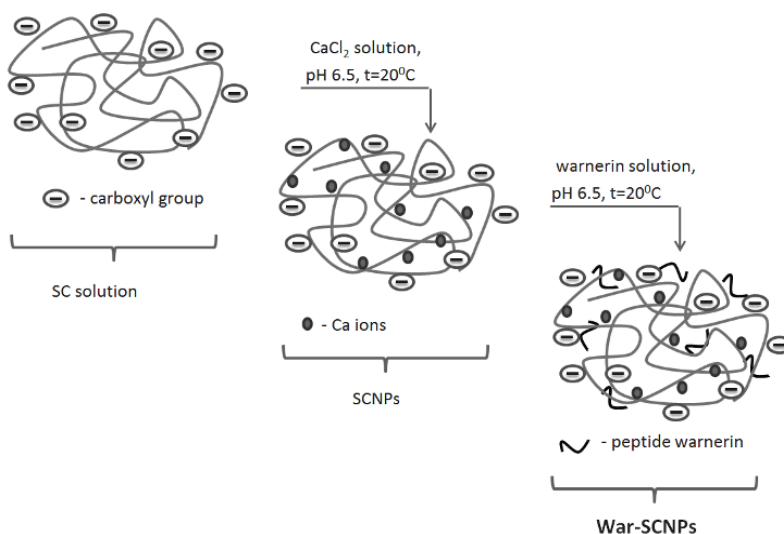 CaCl₂ solution,
pH 6.5, t=20⁰C
- carboxyl group
SC solution
warnerin solution,
pH 6.5, t=20⁰C
- Ca ions
SCNPs
- peptide warnerin
War-SCNPs